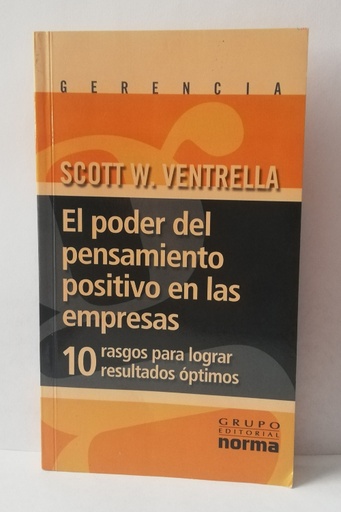 GERENCIA
SCOTT W. VENTRELLA
El poder del
pensamiento
positivo en las
empresas
10 rasgos para lograr
resultados óptimos
GRUPO
EDITORIAL
norma